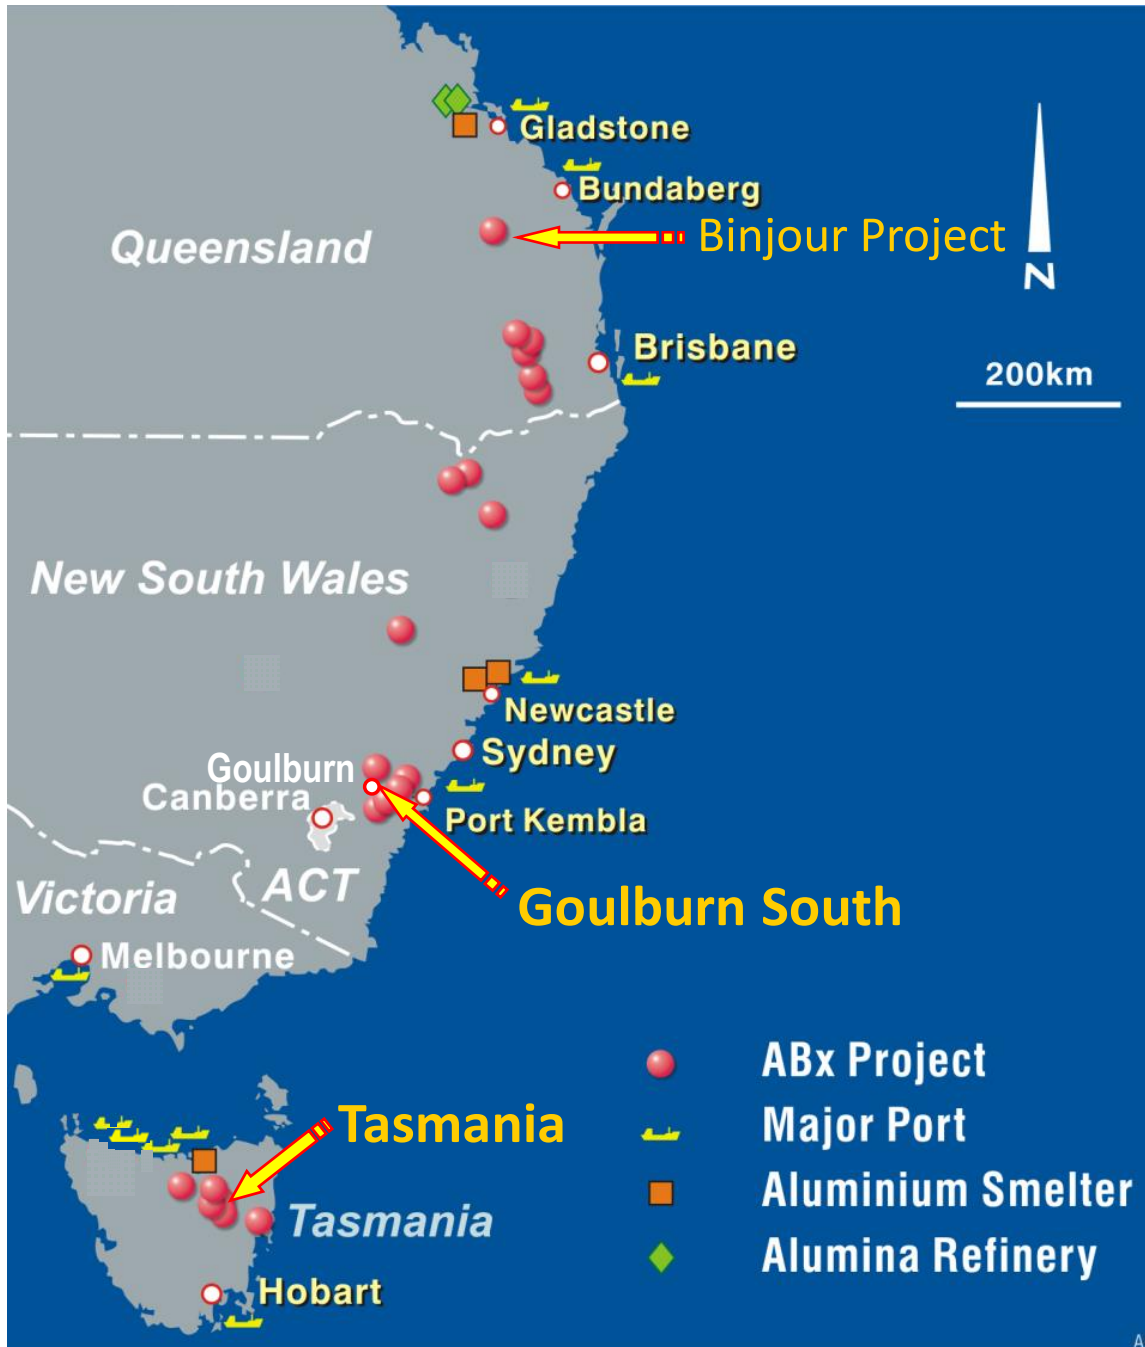 Gladstone
Bundaberg
Queensland
Binjour Project
N
Brisbane
200km
New South Wales
Newcastle
Sydney
Goulburn
Canberra
Port Kembla
ACT
Victoria
Goulburn South
Melbourne
ABx Project
Tasmania
Major Port
Aluminium Smelter
Tasmania
Alumina Refinery
Hobart
A